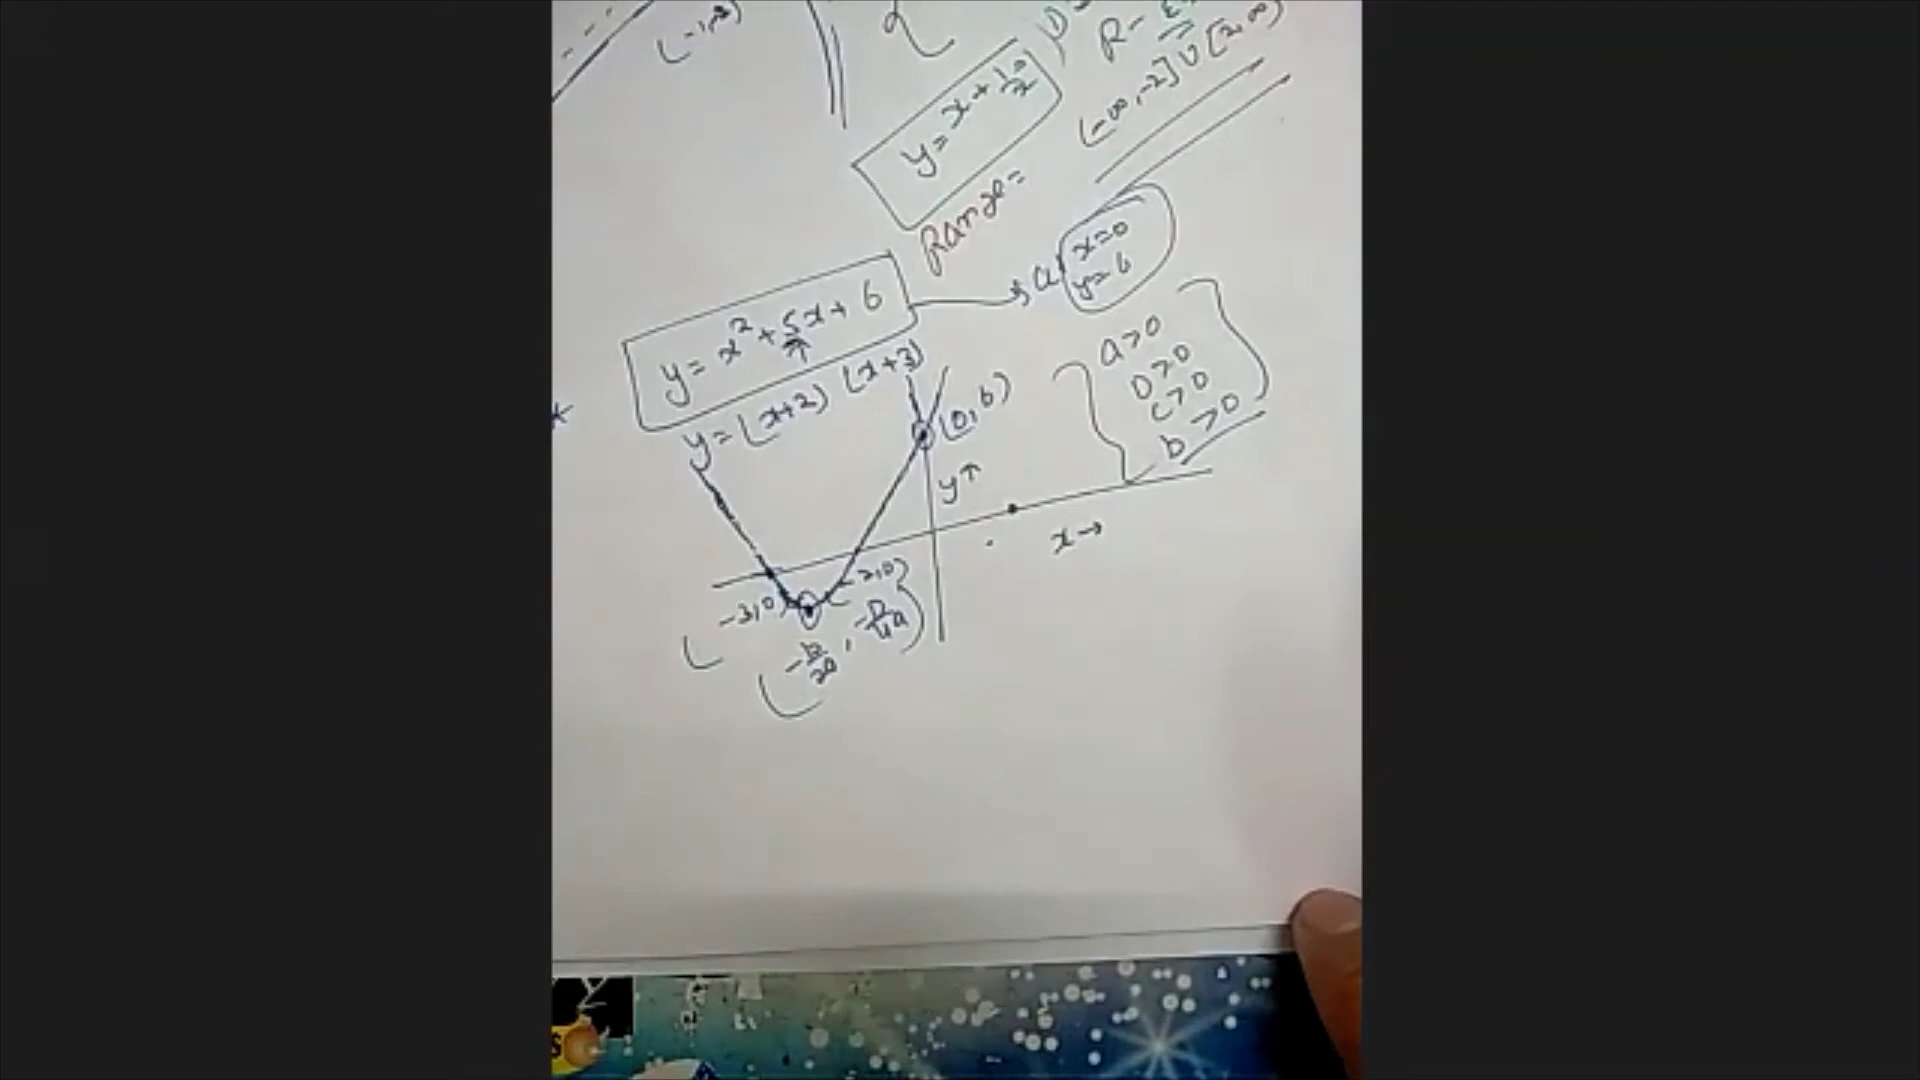 (-1,
R-
(-∞, -2] ∪ [2, ∞)
y = x + 1/x
Range =
y = x² + 5x + 6
at x=0
y=6
y = (x+2) (x+3)
(0,6)
a>0
D>0
c>0
b>0
y↑
x→
(-3,0)
(-2,0)
(-b/2a, -D/4a)